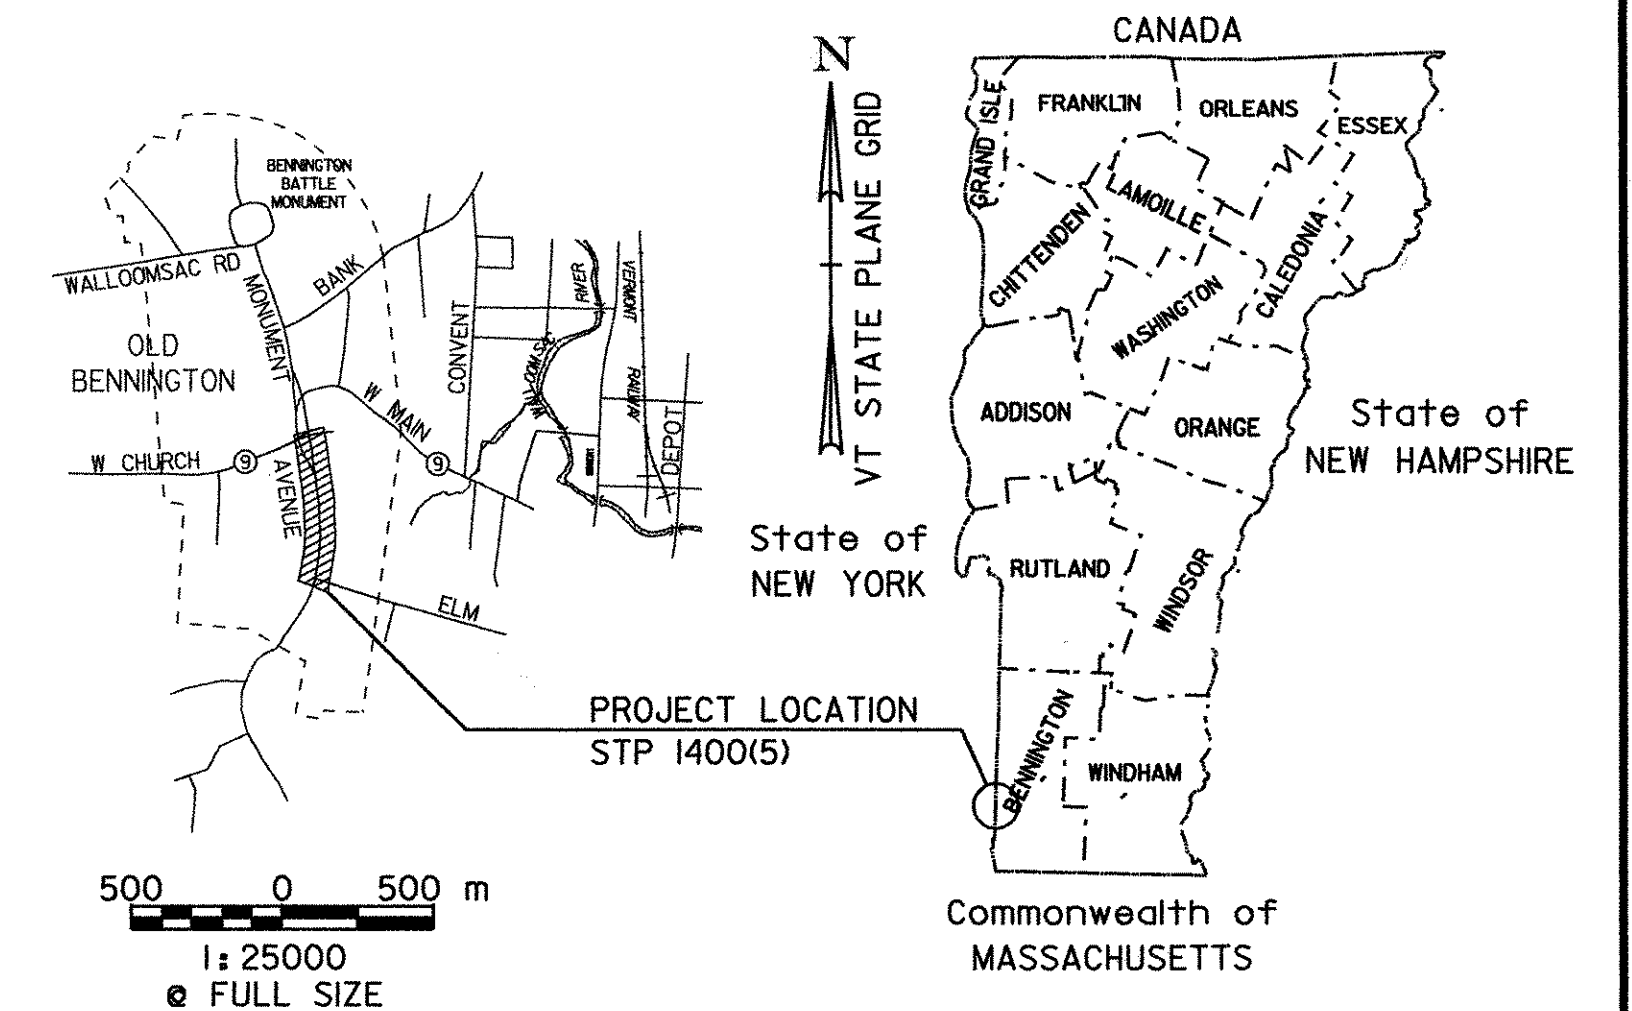 CANADA
N
VT STATE PLANE GRID
GRAND ISLE
FRANKLIN
ORLEANS
ESSEX
LAMOILLE
CHITTENDEN
CALEDONIA
WASHINGTON
ADDISON
ORANGE
RUTLAND
WINDSOR
BENNINGTON
WINDHAM
State of
NEW HAMPSHIRE
State of
NEW YORK
Commonwealth of
MASSACHUSETTS
BENNINGTON
BATTLE
MONUMENT
WALLOOMSAC RD
MONUMENT
AVENUE
BANK
OLD
BENNINGTON
W CHURCH
9
W MAIN
9
CONVENT
WALLOOMSAC
RIVER
VERMONT
RAILWAY
DEPOT
ELM
PROJECT LOCATION
STP 1400(5)
500 0 500 m
1:25000
@ FULL SIZE